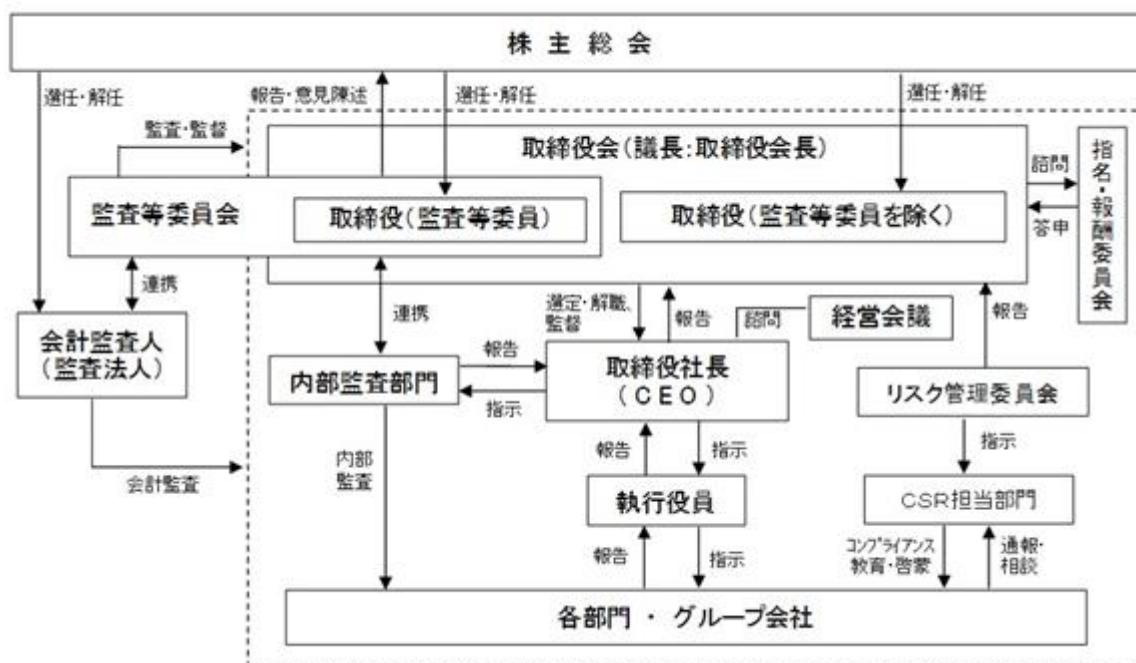 株 主 総 会
選任・解任
報告・意見陳述
選任・解任
選任・解任
監査・監督
取締役会(議長:取締役会長)
監査等委員会
取締役(監査等委員)
取締役(監査等委員を除く)
諮問
答申
指名・報酬委員会
連携
連携
選定・解職、
監督
報告
諮問
経営会議
報告
会計監査人
(監査法人)
内部監査部門
報告
指示
取締役社長
(CEO)
リスク管理委員会
会計監査
内部
監査
報告
指示
指示
執行役員
CSR担当部門
報告
指示
コンプライアンス
教育・啓蒙
通報・
相談
各部門 ・ グループ会社